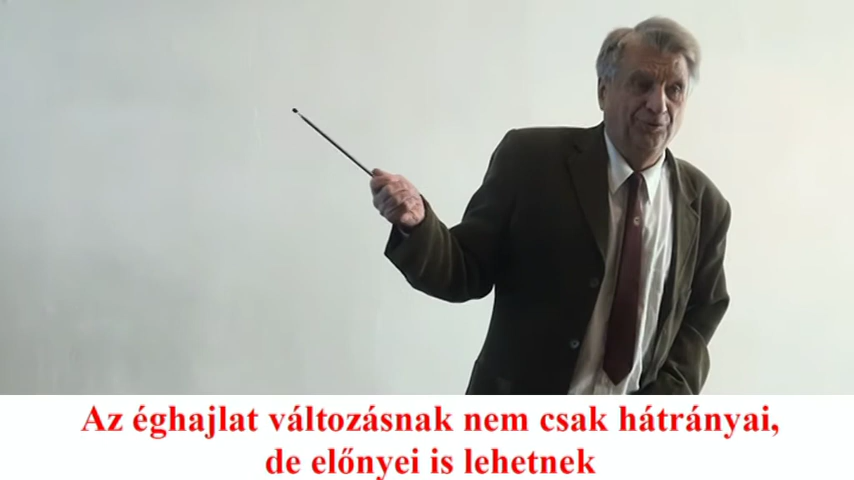 Az éghajlat változásnak nem csak hátrányai,
de előnyei is lehetnek